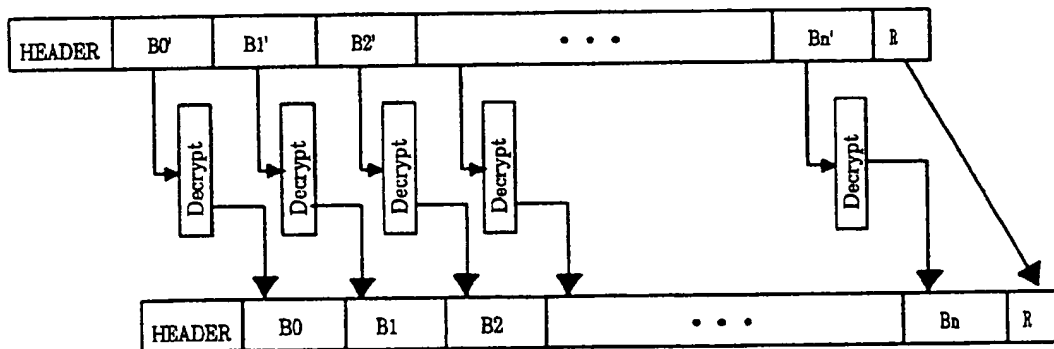 HEADER B0' B1' B2' • • • Bn' R
Decrypt Decrypt Decrypt Decrypt Decrypt
HEADER B0 B1 B2 • • • Bn R